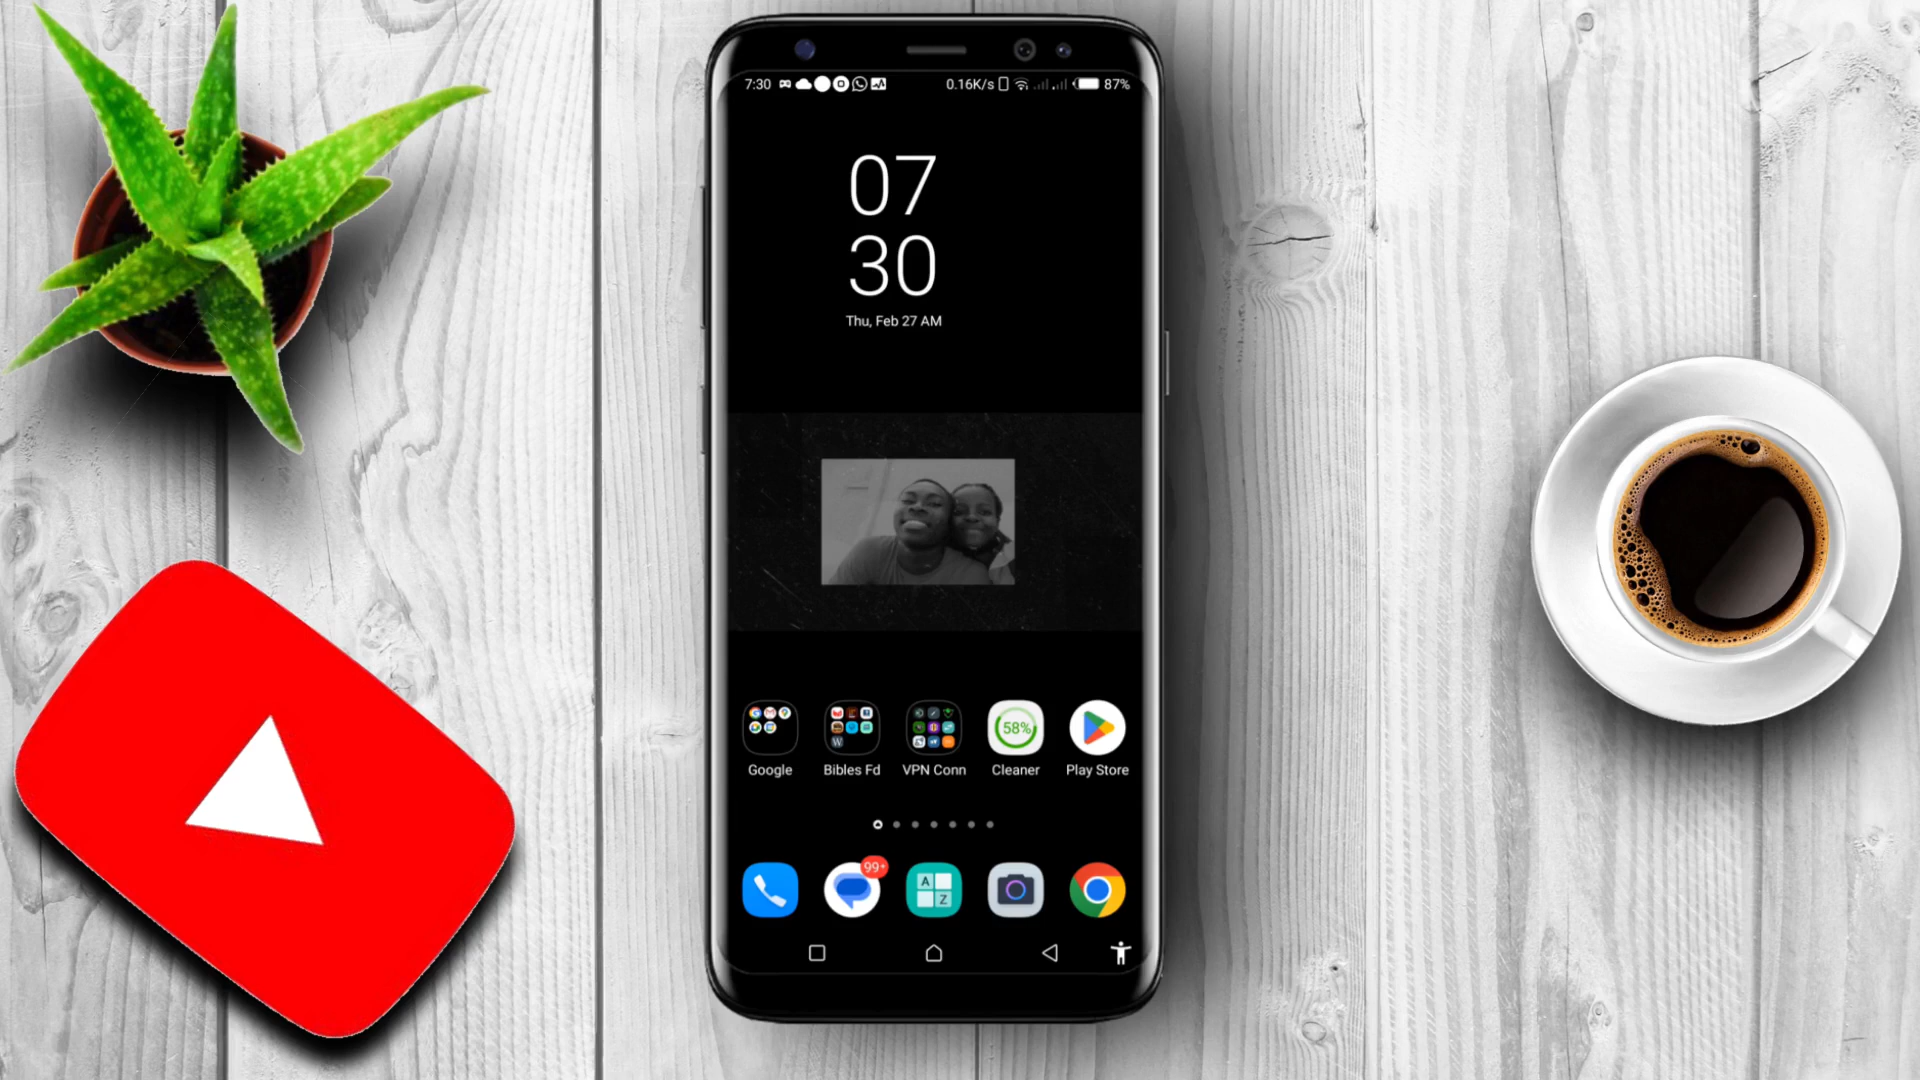 7:30 0.16K/s 87%
07
30
Thu, Feb 27 AM
58%
Google Bibles Fd VPN Conn Cleaner Play Store
99+
A
Z